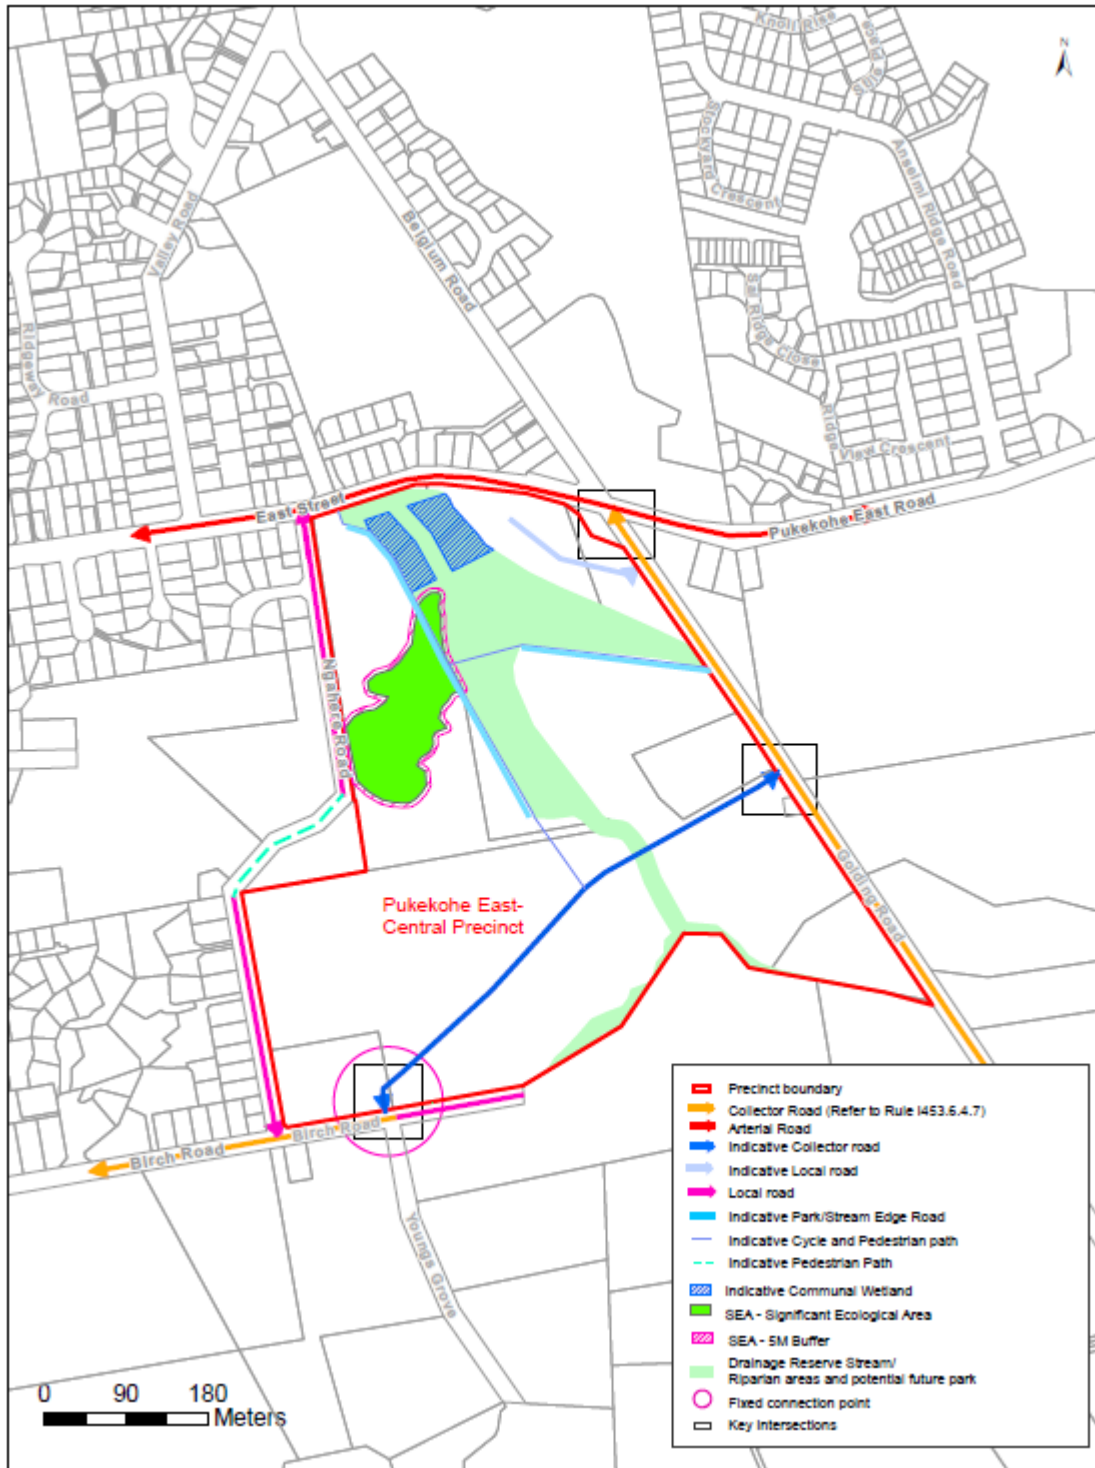 Knoll Rise
Stile Place
N
Stockyard
Crescent
Anselmi Ridge Road
Valley Road
Belgium Road
Sal Ridge Close
Ridgeway
Road
Ridge
View Crescent
East Street
Pukekohe East Road
Ngahere Road
Golding Road
Pukekohe East-
Central Precinct
Birch Road
Birch Road
Youngs Grove
Precinct boundary
Collector Road (Refer to Rule I453.6.4.7)
Arterial Road
Indicative Collector road
Indicative Local road
Local road
Indicative Park/Stream Edge Road
Indicative Cycle and Pedestrian path
Indicative Pedestrian Path
Indicative Communal Wetland
SEA - Significant Ecological Area
SEA - 5M Buffer
Drainage Reserve Stream/
Riparian areas and potential future park
Fixed connection point
Key Intersections
0 90 180
Meters